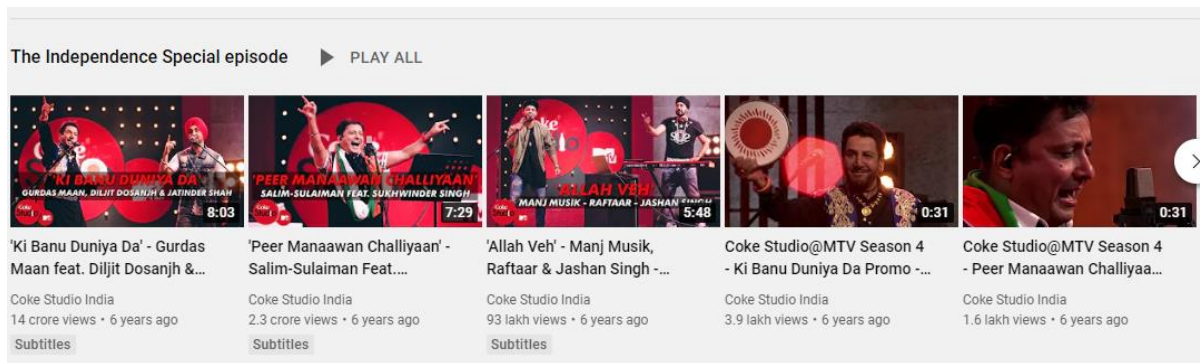 The Independence Special episode PLAY ALL
'KI BANU DUNIYA DA'
GURDAS MAAN, DILJIT DOSANJH & JATINDER SHAH
8:03
'PEER MANAAWAN CHALLIYAAN'
SALIM-SULAIMAN FEAT. SUKHWINDER SINGH
7:29
'ALLAH VEH'
MANJ MUSIK - RAFTAAR - JASHAN SINGH
5:48
0:31
0:31
'Ki Banu Duniya Da' - Gurdas
Maan feat. Diljit Dosanjh &...
Coke Studio India
14 crore views • 6 years ago
Subtitles
'Peer Manaawan Challiyaan' -
Salim-Sulaiman Feat....
Coke Studio India
2.3 crore views • 6 years ago
Subtitles
'Allah Veh' - Manj Musik,
Raftaar & Jashan Singh -...
Coke Studio India
93 lakh views • 6 years ago
Subtitles
Coke Studio@MTV Season 4
- Ki Banu Duniya Da Promo -...
Coke Studio India
3.9 lakh views • 6 years ago
Coke Studio@MTV Season 4
- Peer Manaawan Challiyaa...
Coke Studio India
1.6 lakh views • 6 years ago